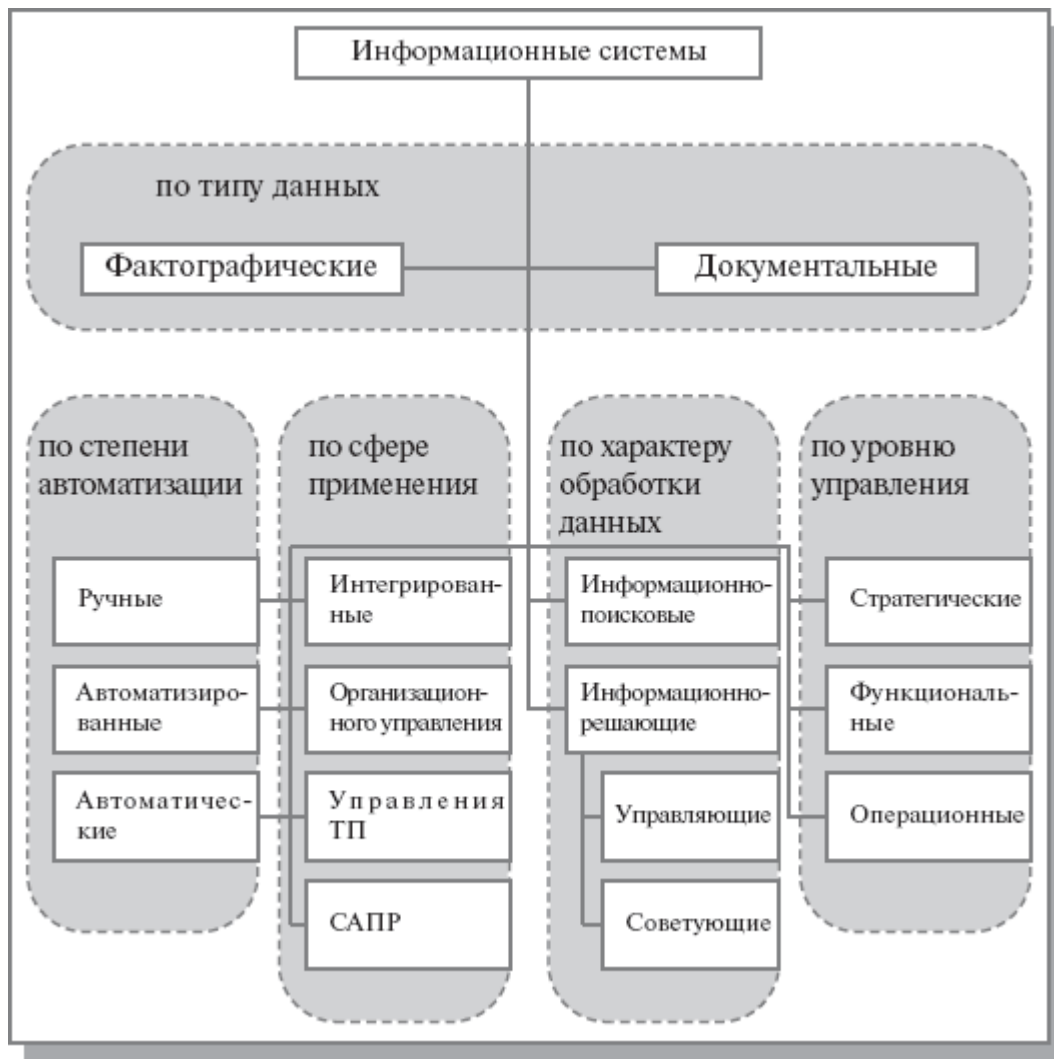 Информационные системы
по типу данных
Фактографические
Документальные
по степени
автоматизации
Ручные
Автоматизиро-
ванные
Автоматичес-
кие
по сфере
применения
Интегрирован-
ные
Организацион-
ного управления
Управления
ТП
САПР
по характеру
обработки
данных
Информационно-
поисковые
Информационно-
решающие
Управляющие
Советующие
по уровню
управления
Стратегические
Функциональ-
ные
Операционные